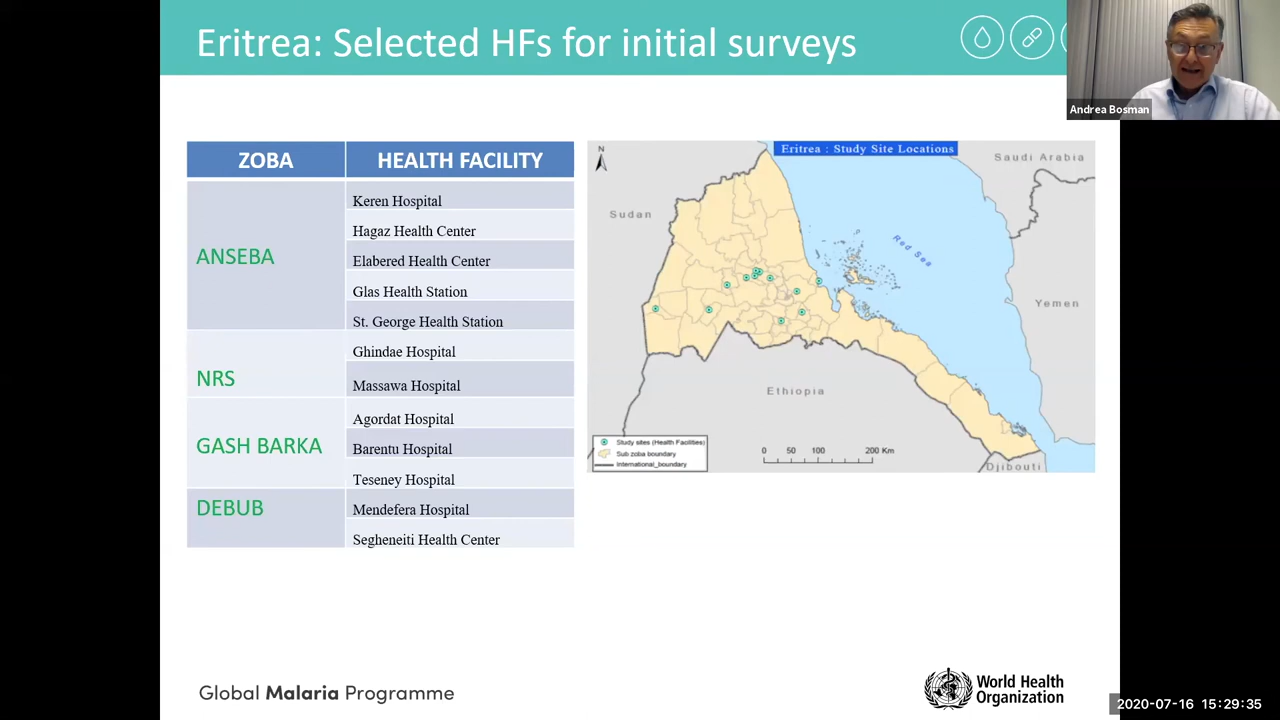 Eritrea: Selected HFs for initial surveys
Andrea Bosman
ZOBA
HEALTH FACILITY
ANSEBA
Keren Hospital
Hagaz Health Center
Elabered Health Center
Glas Health Station
St. George Health Station
NRS
Ghindae Hospital
Massawa Hospital
GASH BARKA
Agordat Hospital
Barentu Hospital
Teseney Hospital
DEBUB
Mendefera Hospital
Segheneiti Health Center
N
Eritrea : Study Site Locations
Saudi Arabia
Sudan
Red Sea
Yemen
Ethiopia
Study sites (Health Facilities)
Sub zoba boundary
International_boundary
0 50 100 200 Km
Djibouti
Global Malaria Programme
World Health
Organization
2020-07-16 15:29:35